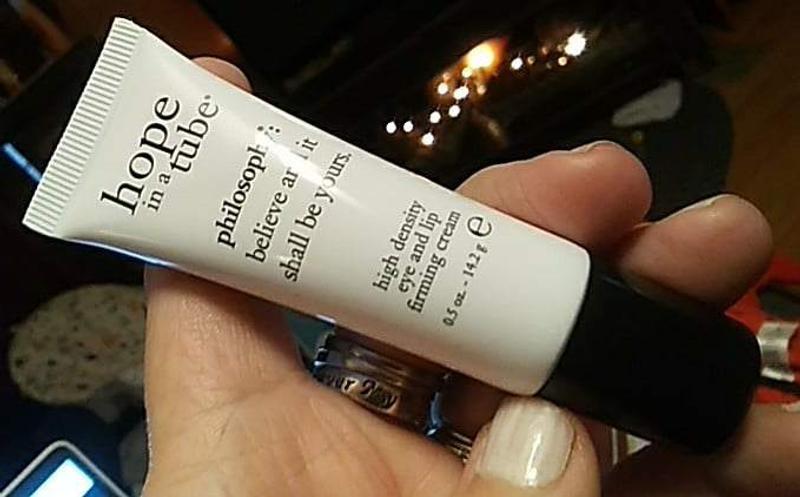 hope
in a
tube®
philosophy:
believe and it
shall be yours.
high density
eye and lip
firming cream
0.5 oz. - 14.2 g ℮